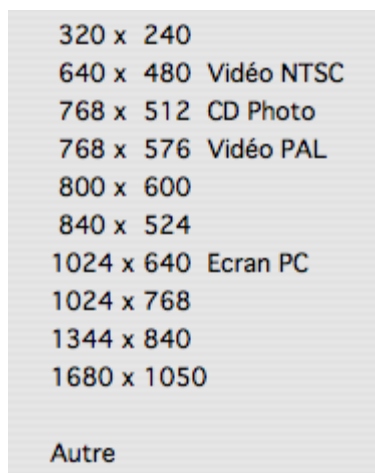 320 x 240
640 x 480 Vidéo NTSC
768 x 512 CD Photo
768 x 576 Vidéo PAL
800 x 600
840 x 524
1024 x 640 Ecran PC
1024 x 768
1344 x 840
1680 x 1050
Autre